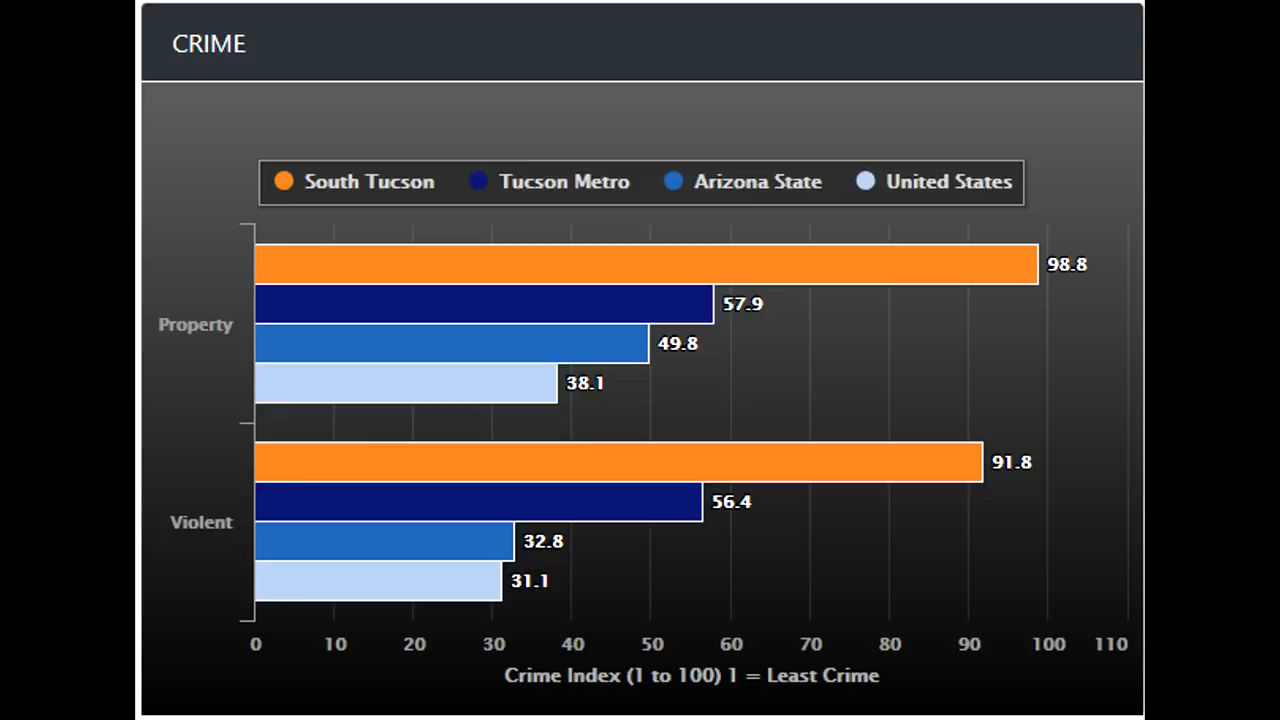 CRIME
South Tucson Tucson Metro Arizona State United States
98.8
57.9
Property
49.8
38.1
91.8
56.4
Violent
32.8
31.1
0 10 20 30 40 50 60 70 80 90 100 110
Crime Index (1 to 100) 1 = Least Crime